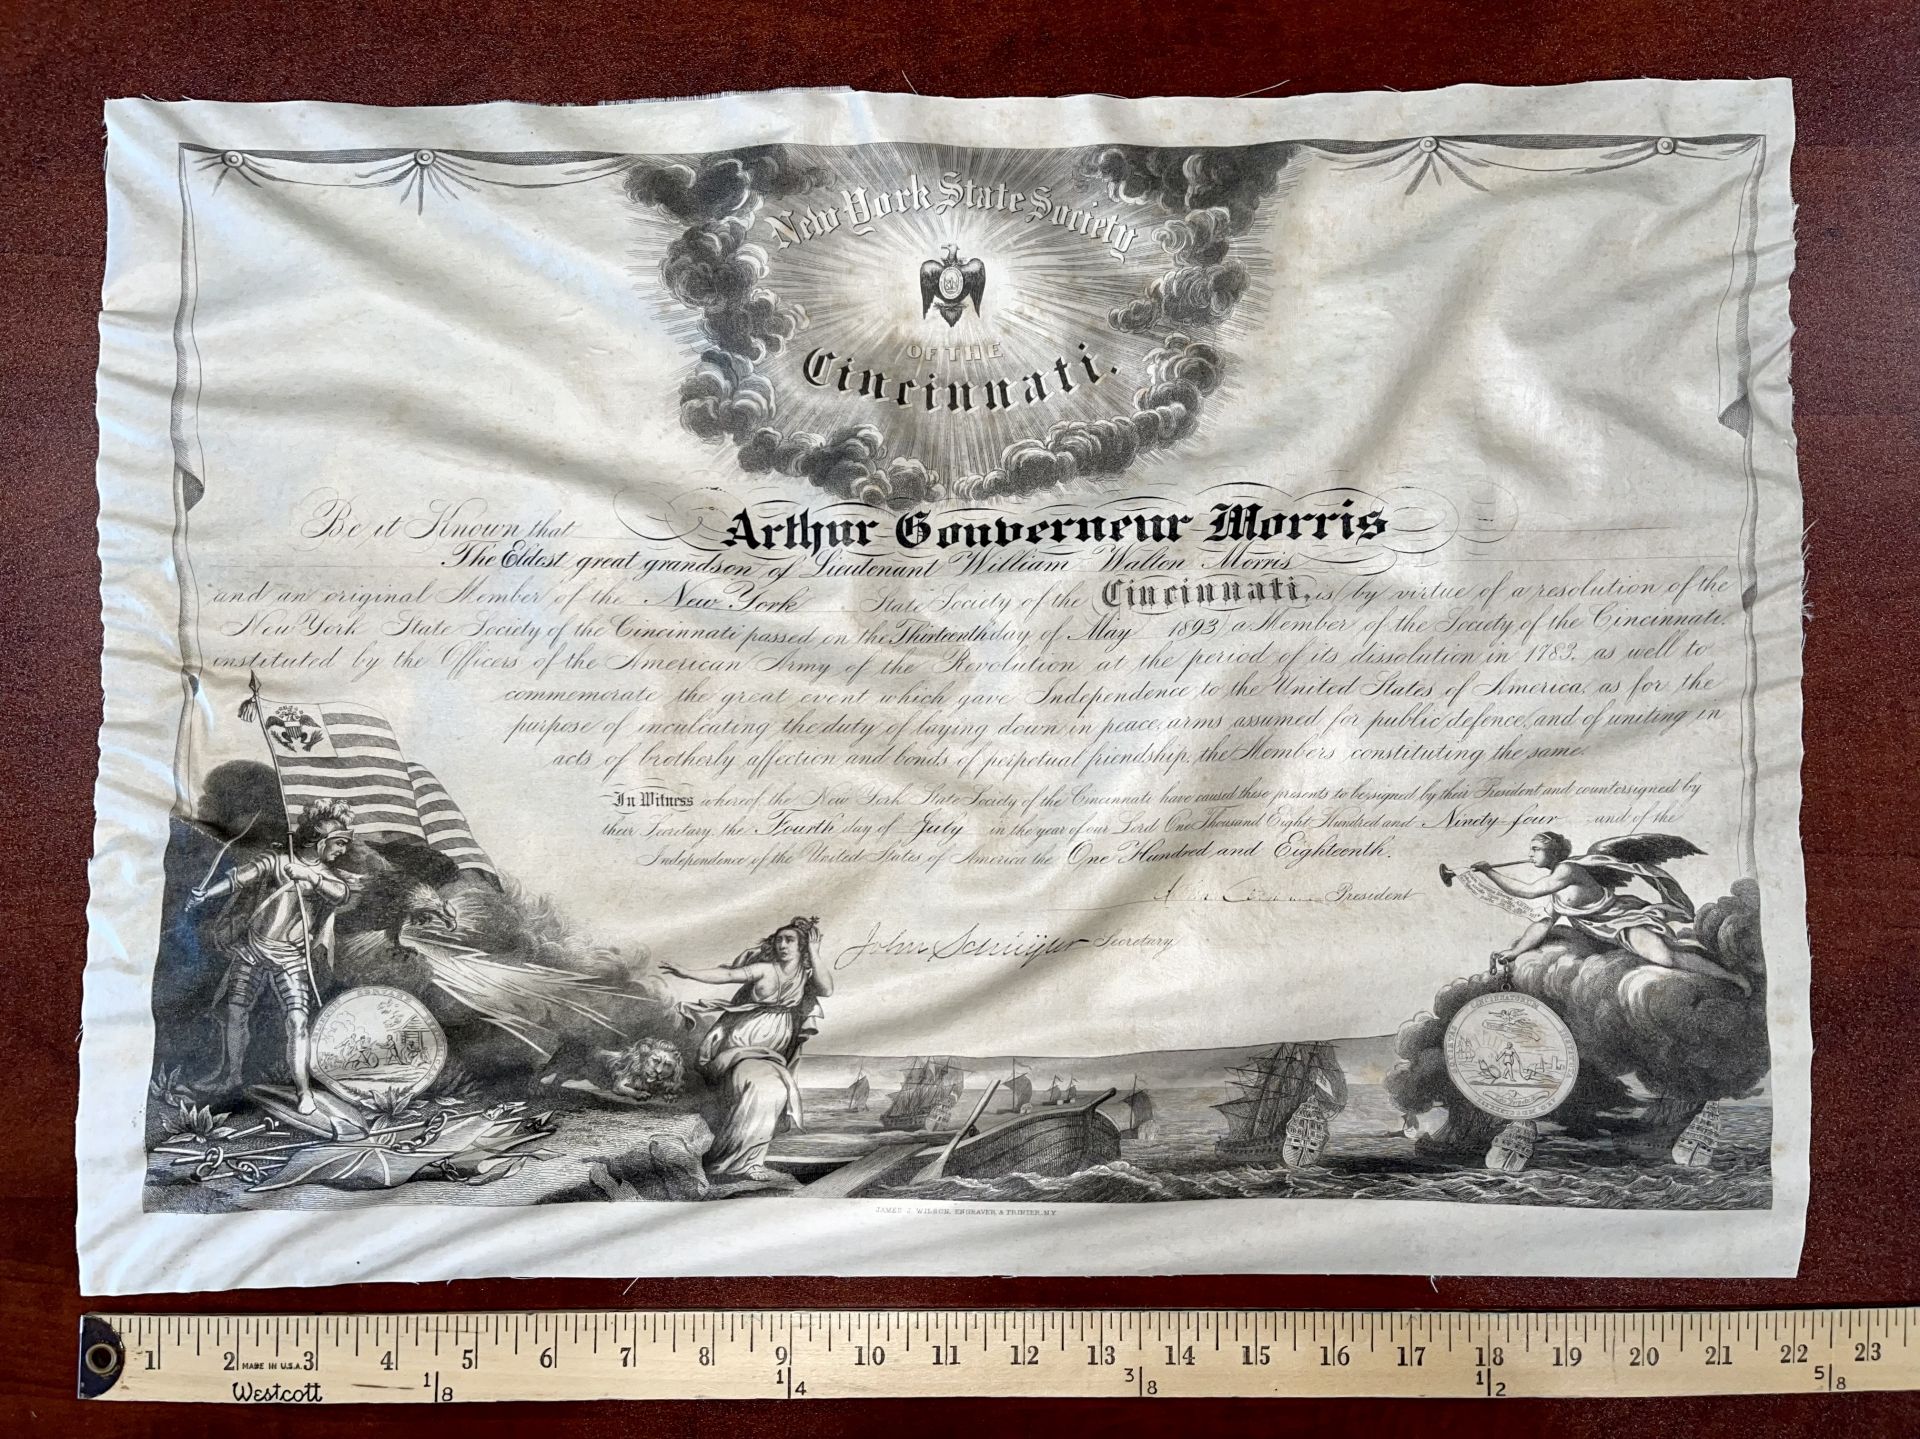 New York State Society
OF THE
Cincinnati.
Be it Known that Arthur Gouverneur Morris
The Eldest great grandson of Lieutenant William Walton Morris
and an original Member of the New York State Society of the Cincinnati, is by virtue of a resolution of the
New York State Society of the Cincinnati passed on the Thirteenth day of May 1893 a Member of the Society of the Cincinnati,
instituted by the Officers of the American Army of the Revolution at the period of its dissolution in 1783, as well to
commemorate the great event which gave Independence to the United States of America, as for the
purpose of inculcating the duty of laying down in peace, arms assumed for public defence, and of uniting in
acts of brotherly affection and bonds of perpetual friendship, the Members constituting the same.
In Witness whereof the New York State Society of the Cincinnati have caused these presents to be signed by their President and countersigned by
their Secretary, the Fourth day of July in the year of our Lord One Thousand Eight Hundred and Ninety-four and of the
Independence of the United States of America the One Hundred and Eighteenth.
President
John Schuyler Secretary
JAMES J. WILSON, ENGRAVER, & PRINTER, N.Y.
1 2 MADE IN U.S.A. 3 4 5 6 7 8 9 10 11 12 13 14 15 16 17 18 19 20 21 22 23
Westcott 1/8 1/4 3/8 1/2 5/8